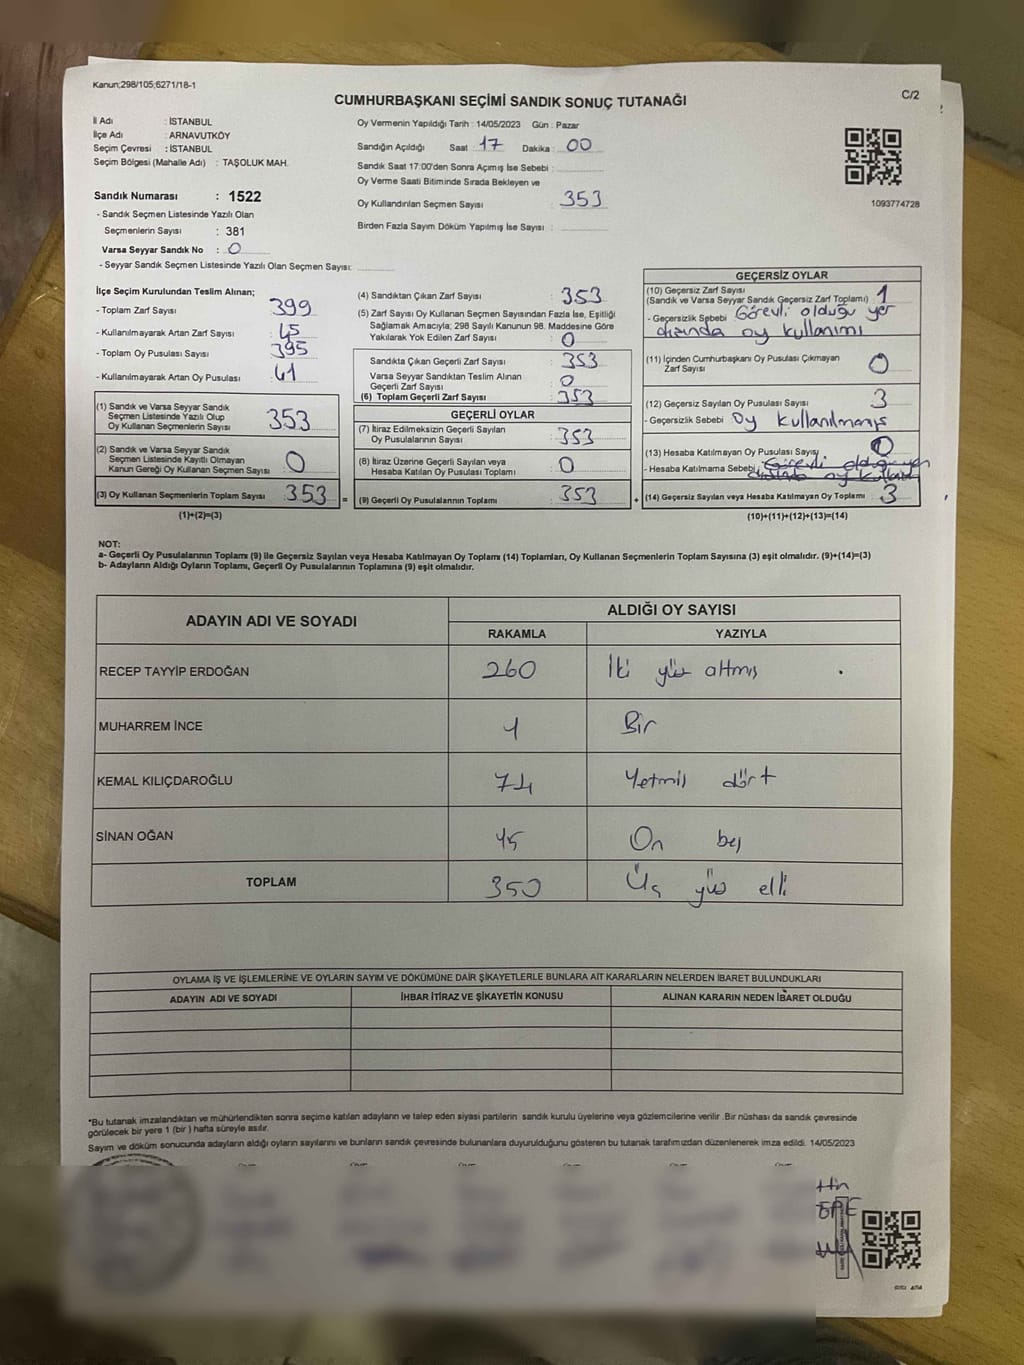 Kanun;298/105;6271/18-1
CUMHURBAŞKANI SEÇİMİ SANDIK SONUÇ TUTANAĞI
C/2
İl Adı : İSTANBUL
İlçe Adı : ARNAVUTKÖY
Seçim Çevresi : İSTANBUL
Seçim Bölgesi (Mahalle Adı) : TAŞOLUK MAH.
Sandık Numarası : 1522
- Sandık Seçmen Listesinde Yazılı Olan
Seçmenlerin Sayısı : 381
Varsa Seyyar Sandık No : 0
- Seyyar Sandık Seçmen Listesinde Yazılı Olan Seçmen Sayısı:
Oy Vermenin Yapıldığı Tarih : 14/05/2023 Gün : Pazar
Sandığın Açıldığı Saat : 17 Dakika : 00
Sandık Saat 17:00'den Sonra Açımış İse Sebebi :
Oy Verme Saati Bitiminde Sırada Bekleyen ve
Oy Kullandırılan Seçmen Sayısı : 353
Birden Fazla Sayım Döküm Yapılmış İse Sayısı :
1093774728
İlçe Seçim Kurulundan Teslim Alınan;
- Toplam Zarf Sayısı : 399
- Kullanılmayarak Artan Zarf Sayısı : 45
- Toplam Oy Pusulası Sayısı : 395
- Kullanılmayarak Artan Oy Pusulası : 41
(1) Sandık ve Varsa Seyyar Sandık
Seçmen Listesinde Yazılı Olup
Oy Kullanan Seçmenlerin Sayısı : 353
(2) Sandık ve Varsa Seyyar Sandık
Seçmen Listesinde Kayıtlı Olmayan
Kanun Gereği Oy Kullanan Seçmen Sayısı : 0
(3) Oy Kullanan Seçmenlerin Toplam Sayısı : 353 =
(1)+(2)=(3)
(4) Sandıktan Çıkan Zarf Sayısı : 353
(5) Zarf Sayısı Oy Kullanan Seçmen Sayısından Fazla İse, Eşitliği
Sağlamak Amacıyla; 298 Sayılı Kanunun 98. Maddesine Göre
Yakılarak Yok Edilen Zarf Sayısı : 0
Sandıkta Çıkan Geçerli Zarf Sayısı : 353
Varsa Seyyar Sandıktan Teslim Alınan
Geçerli Zarf Sayısı : 0
(6) Toplam Geçerli Zarf Sayısı : 353
GEÇERLİ OYLAR
(7) İtiraz Edilmeksizin Geçerli Sayılan
Oy Pusulalarının Sayısı : 353
(8) İtiraz Üzerine Geçerli Sayılan veya
Hesaba Katılan Oy Pusulası Toplamı : 0
(9) Geçerli Oy Pusulalarının Toplamı : 353 +
GEÇERSİZ OYLAR
(10) Geçersiz Zarf Sayısı
(Sandık ve Varsa Seyyar Sandık Geçersiz Zarf Toplamı) : 1
- Geçersizlik Sebebi : Görevli olduğu yer
dışında oy kullanımı
(11) İçinden Cumhurbaşkanı Oy Pusulası Çıkmayan
Zarf Sayısı : 0
(12) Geçersiz Sayılan Oy Pusulası Sayısı : 3
- Geçersizlik Sebebi : Oy kullanılmamış
(13) Hesaba Katılmayan Oy Pusulası Sayısı : 0
- Hesaba Katılmama Sebebi : Görevli olduğu yer
dışında oy kullanım
(14) Geçersiz Sayılan veya Hesaba Katılmayan Oy Toplamı : 3
(10)+(11)+(12)+(13)=(14)
NOT:
a- Geçerli Oy Pusulalarının Toplamı (9) ile Geçersiz Sayılan veya Hesaba Katılmayan Oy Toplamı (14) Toplamları, Oy Kullanan Seçmenlerin Toplam Sayısına (3) eşit olmalıdır. (9)+(14)=(3)
b- Adayların Aldığı Oyların Toplamı, Geçerli Oy Pusulalarının Toplamına (9) eşit olmalıdır.
ADAYIN ADI VE SOYADI ALDIĞI OY SAYISI
RAKAMLA YAZIYLA
RECEP TAYYİP ERDOĞAN 260 İki yüz altmış
MUHARREM İNCE 1 Bir
KEMAL KILIÇDAROĞLU 74 Yetmiş dört
SİNAN OĞAN 15 On beş
TOPLAM 350 Üç yüz elli
OYLAMA İŞ VE İŞLEMLERİNE VE OYLARIN SAYIM VE DÖKÜMÜNE DAİR ŞİKAYETLERLE BUNLARA AİT KARARLARIN NELERDEN İBARET BULUNDUKLARI
ADAYIN ADI VE SOYADI İHBAR İTİRAZ VE ŞİKAYETİN KONUSU ALINAN KARARIN NEDEN İBARET OLDUĞU
*Bu tutanak imzalandıktan ve mühürlendikten sonra seçime katılan adayların ve talep eden siyasi partilerin sandık kurulu üyelerine veya gözlemcilerine verilir .Bir nüshası da sandık çevresinde
görülecek bir yere 1 (bir ) hafta süreyle asılır.
Sayım ve döküm sonucunda adayların aldığı oyların sayılarını ve bunların sandık çevresinde bulunanlara duyurulduğunu gösteren bu tutanak tarafımızdan düzenlenerek imza edildi. 14/05/2023